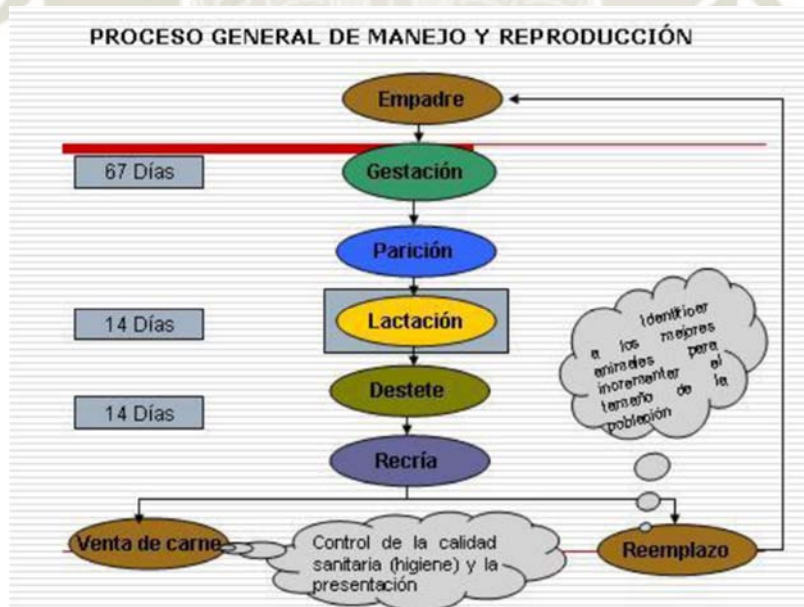 PROCESO GENERAL DE MANEJO Y REPRODUCCIÓN
Empadre
67 Días
Gestación
Parición
14 Días
Lactación
Destete
14 Días
Recría
Identificar
a los mejores
animales para
incrementar el
tamaño de la
población
Venta de carne
Control de la calidad
sanitaria (higiene) y la
presentación
Reemplazo